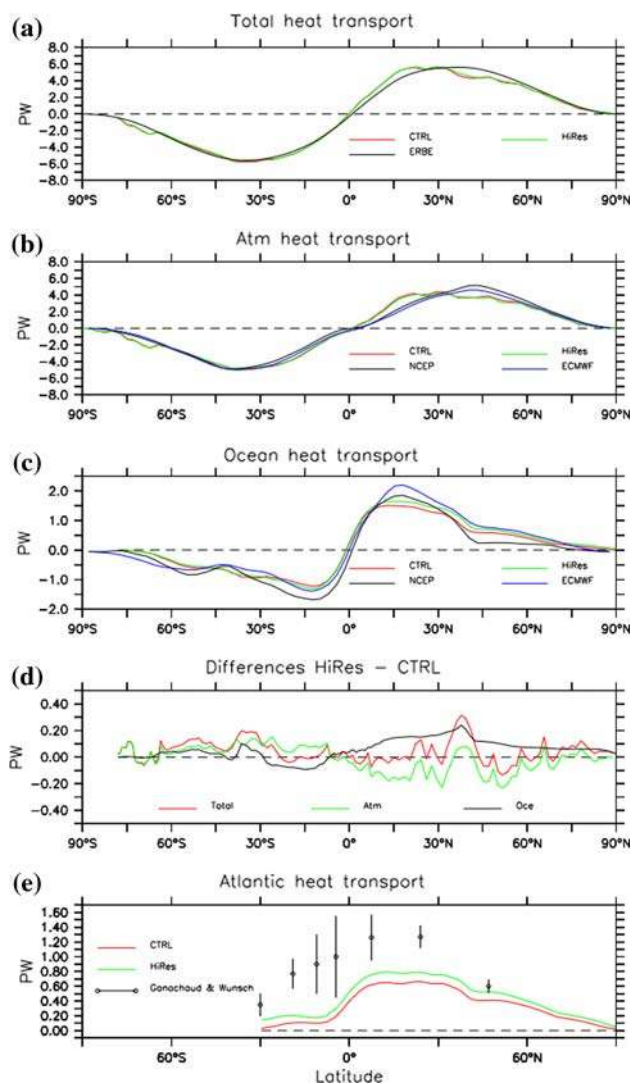 (a) Total heat transport
PW
8.0
6.0
4.0
2.0
0.0
-2.0
-4.0
-6.0
-8.0
CTRL HiRes
ERBE
90°S 60°S 30°S 0° 30°N 60°N 90°N
(b) Atm heat transport
PW
8.0
6.0
4.0
2.0
0.0
-2.0
-4.0
-6.0
-8.0
CTRL HiRes
NCEP ECMWF
90°S 60°S 30°S 0° 30°N 60°N 90°N
(c) Ocean heat transport
PW
2.0
1.0
0.0
-1.0
-2.0
CTRL HiRes
NCEP ECMWF
90°S 60°S 30°S 0° 30°N 60°N 90°N
(d) Differences HiRes - CTRL
PW
0.40
0.20
0.00
-0.20
-0.40
Total Atm Oce
60°S 30°S 0° 30°N 60°N
(e) Atlantic heat transport
PW
1.60
1.40
1.20
1.00
0.80
0.60
0.40
0.20
0.00
CTRL
HiRes
Ganachaud & Wunsch
60°S 30°S 0° 30°N 60°N
Latitude